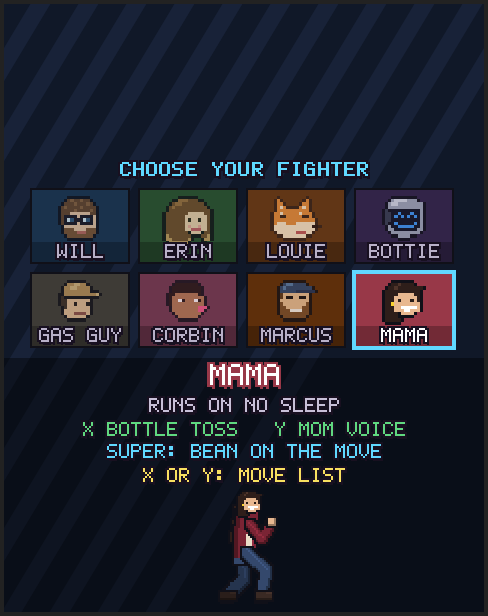 CHOOSE YOUR FIGHTER
WILL ERIN LOUIE BOTTIE
GAS GUY CORBIN MARCUS MAMA
MAMA
RUNS ON NO SLEEP
X BOTTLE TOSS Y MOM VOICE
SUPER: BEAN ON THE MOVE
X OR Y: MOVE LIST